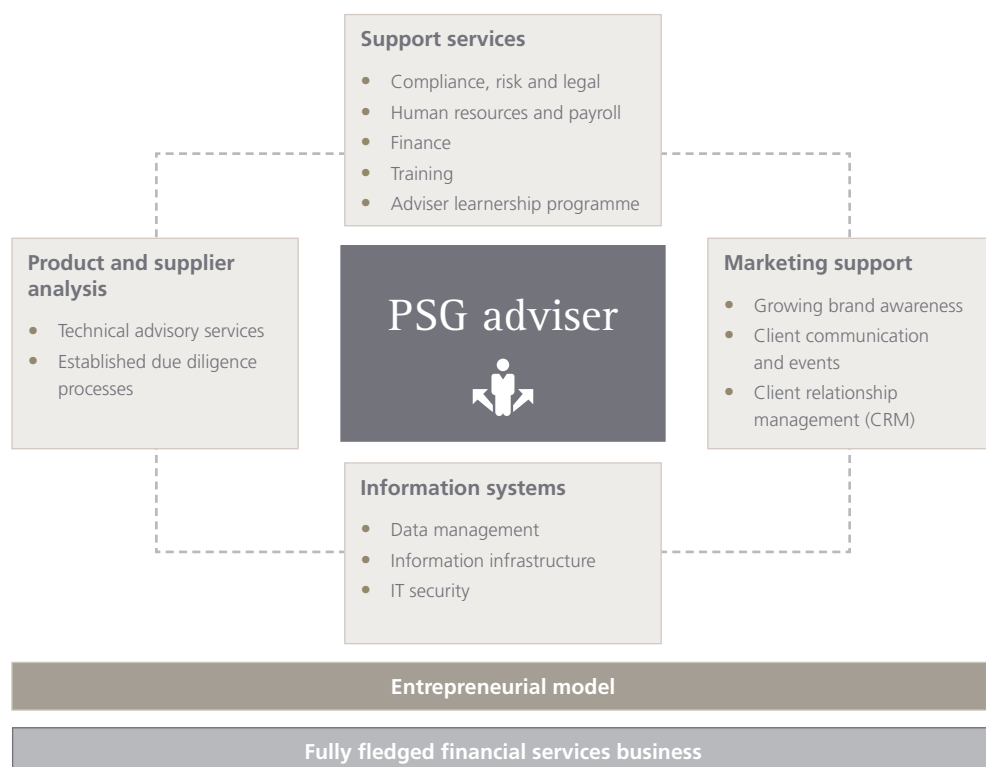 Support services
• Compliance, risk and legal
• Human resources and payroll
• Finance
• Training
• Adviser learnership programme
Product and supplier
analysis
• Technical advisory services
• Established due diligence
processes
PSG adviser
Marketing support
• Growing brand awareness
• Client communication
and events
• Client relationship
management (CRM)
Information systems
• Data management
• Information infrastructure
• IT security
Entrepreneurial model
Fully fledged financial services business